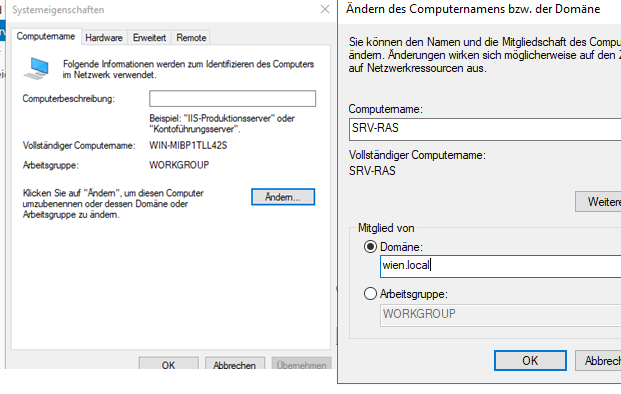 Systemeigenschaften
Computername
Hardware
Erweitert
Remote
Folgende Informationen werden zum Identifizieren des Computers
im Netzwerk verwendet.
Computerbeschreibung:
Beispiel: "IIS-Produktionsserver" oder
"Kontoführungsserver".
Vollständiger Computername: WIN-MIBP1TLL42S
Arbeitsgruppe: WORKGROUP
Klicken Sie auf "Ändern", um diesen Computer
umzubenennen oder dessen Domäne oder
Arbeitsgruppe zu ändern.
Ändern...
OK
Abbrechen
Übernehmen
Ändern des Computernamens bzw. der Domäne
Sie können den Namen und die Mitgliedschaft des Compu
ändern. Änderungen wirken sich möglicherweise auf den Z
auf Netzwerkressourcen aus.
Computername:
SRV-RAS
Vollständiger Computername:
SRV-RAS
Weitere
Mitglied von
Domäne:
wien.local
Arbeitsgruppe:
WORKGROUP
OK
Abbrech